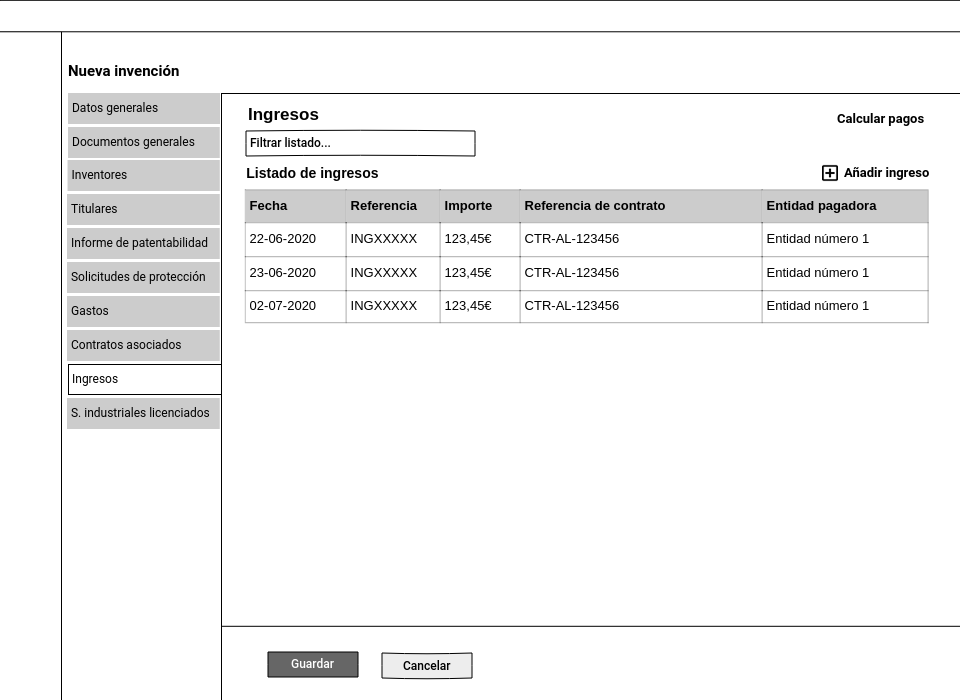 Nueva invención
Datos generales
Documentos generales
Inventores
Titulares
Informe de patentabilidad
Solicitudes de protección
Gastos
Contratos asociados
Ingresos
S. industriales licenciados
Ingresos
Calcular pagos
Filtrar listado...
Listado de ingresos
Añadir ingreso
Fecha Referencia Importe Referencia de contrato Entidad pagadora
22-06-2020 INGXXXXX 123,45€ CTR-AL-123456 Entidad número 1
23-06-2020 INGXXXXX 123,45€ CTR-AL-123456 Entidad número 1
02-07-2020 INGXXXXX 123,45€ CTR-AL-123456 Entidad número 1
Guardar Cancelar